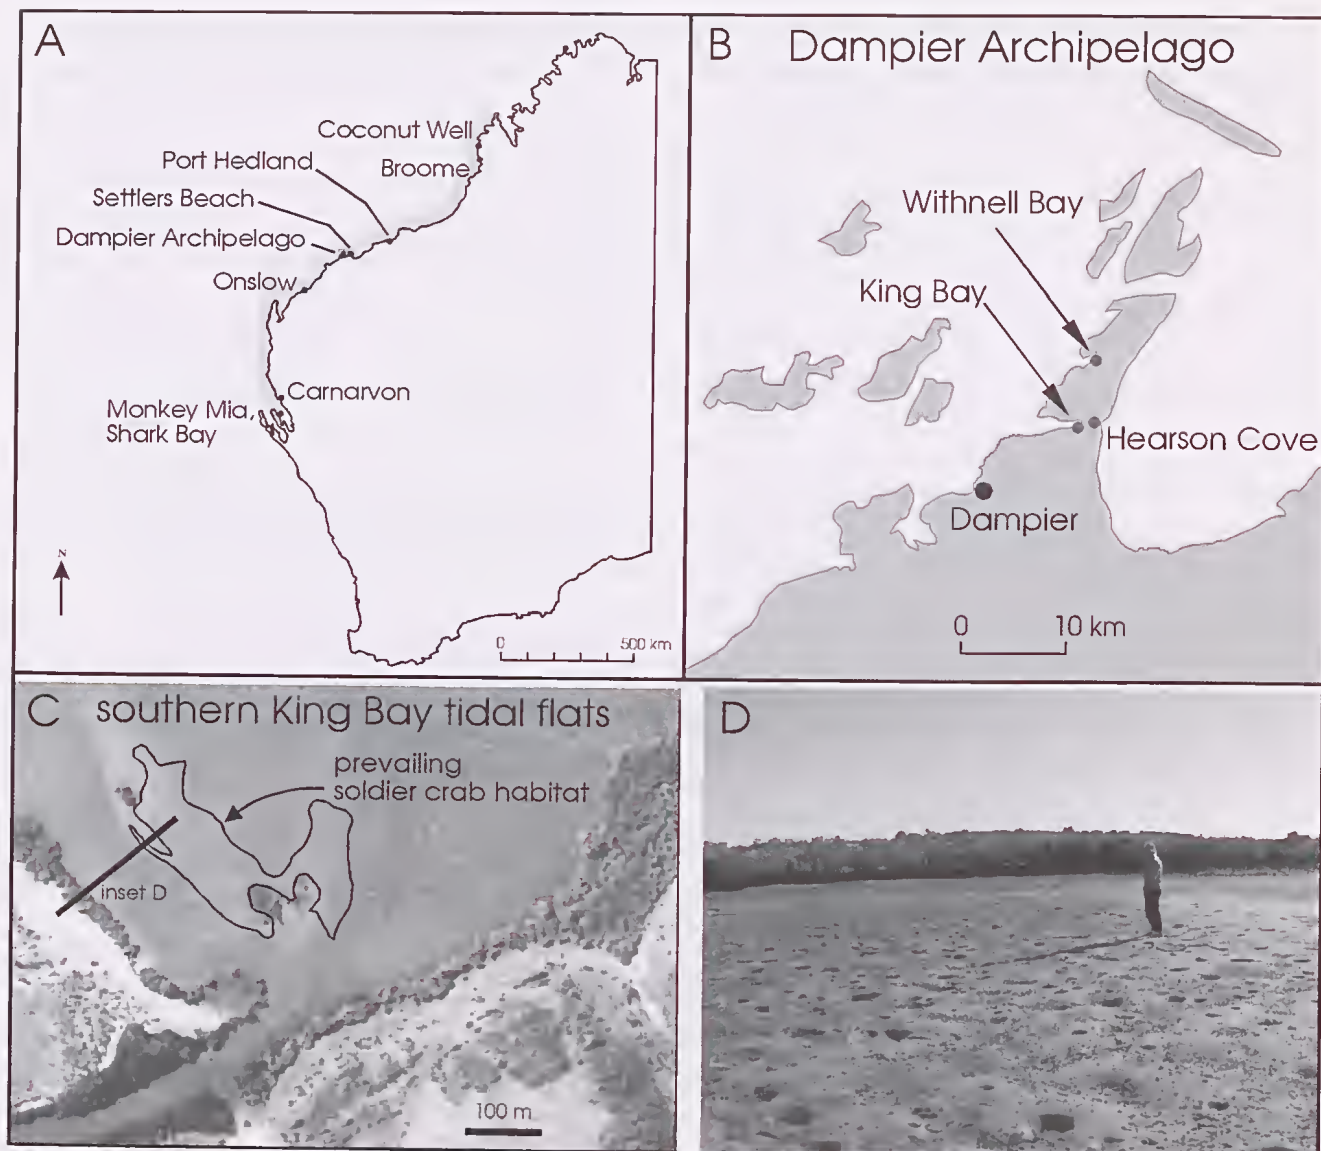 A
Coconut Well
Port Hedland
Broome
Settlers Beach
Dampier Archipelago
Onslow
Carnarvon
Monkey Mia,
Shark Bay
N
0 500 km
B Dampier Archipelago
Withnell Bay
King Bay
Hearson Cove
Dampier
0 10 km
C southern King Bay tidal flats
prevailing
soldier crab habitat
inset D
100 m
D